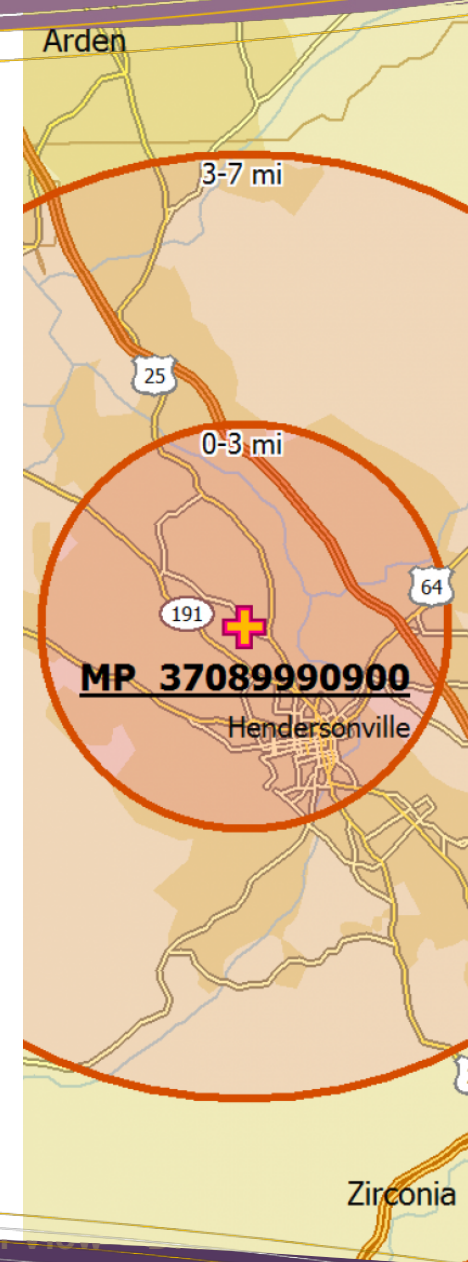 Arden
3-7 mi
25
0-3 mi
64
191
MP 37089990900
Hendersonville
Zirconia